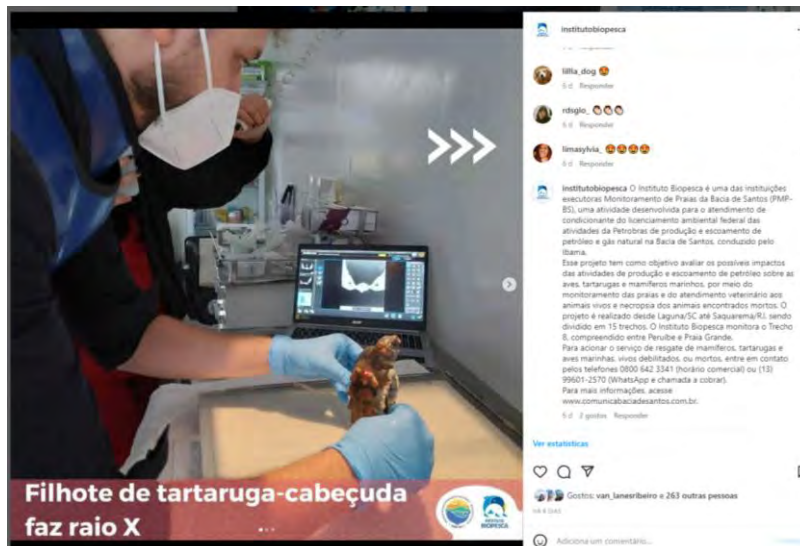 Filhote de tartaruga-cabeçuda
faz raio X
INSTITUTO
BIOPESCA
institutobiopesca
lilllia_dog
6 d Responder
rdsglo_
6 d Responder
limasylvia_
6 d Responder
institutobiopesca O Instituto Biopesca é uma das instituições
executoras Monitoramento de Praias da Bacia de Santos (PMP-
BS), uma atividade desenvolvida para o atendimento de
condicionante do licenciamento ambiental federal das
atividades da Petrobras de produção e escoamento de
petróleo e gás natural na Bacia de Santos, conduzido pelo
Ibama.
Esse projeto tem como objetivo avaliar os possíveis impactos
das atividades de produção e escoamento de petróleo sobre as
aves, tartarugas e mamíferos marinhos, por meio do
monitoramento das praias e do atendimento veterinário aos
animais vivos e necropsia dos animais encontrados mortos. O
projeto é realizado desde Laguna/SC até Saquarema/RJ, sendo
dividido em 15 trechos. O Instituto Biopesca monitora o Trecho
8, compreendido entre Peruíbe e Praia Grande.
Para acionar o serviço de resgate de mamíferos, tartarugas e
aves marinhas, vivos debilitados, ou mortos, entre em contato
pelos telefones 0800 642 3341 (horário comercial) ou (13)
99601-2570 (WhatsApp e chamada a cobrar).
Para mais informações, acesse
www.comunicabaciadesantos.com.br.
5 d 2 gostos Responder
Ver estatísticas
Gostos: van_lanesribeiro e 263 outras pessoas
Adiciona um comentário...